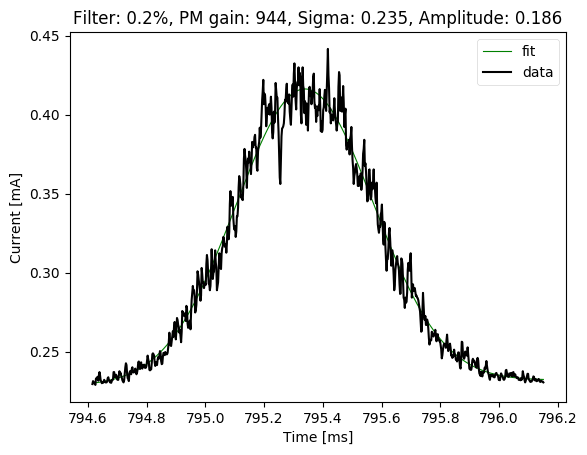 Filter: 0.2%, PM gain: 944, Sigma: 0.235, Amplitude: 0.186
fit
data
0.45
0.40
0.35
0.30
0.25
Current [mA]
794.6 794.8 795.0 795.2 795.4 795.6 795.8 796.0 796.2
Time [ms]